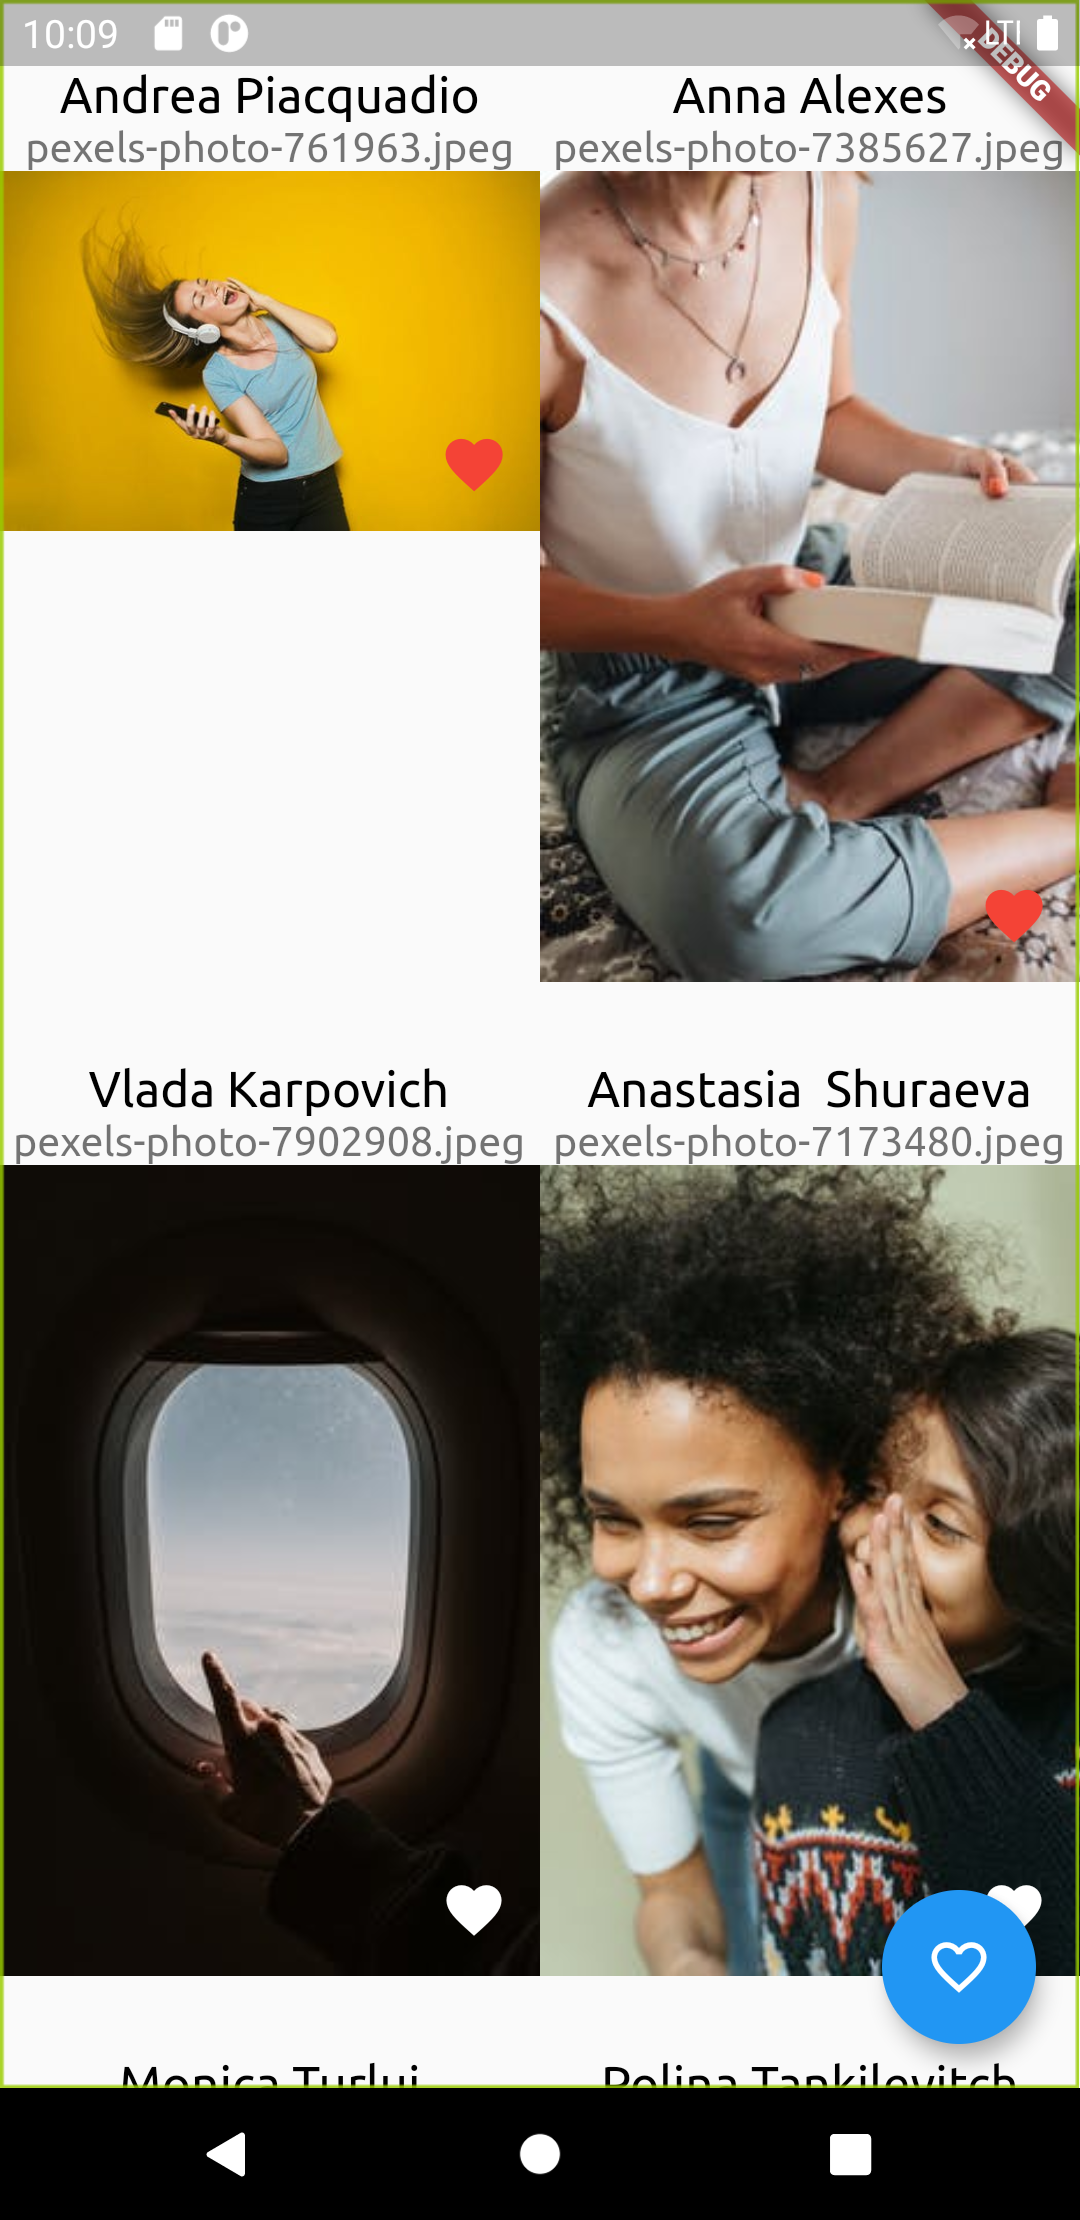 10:09
LTI
DEBUG
Andrea Piacquadio
pexels-photo-761963.jpeg
Anna Alexes
pexels-photo-7385627.jpeg
Vlada Karpovich
pexels-photo-7902908.jpeg
Anastasia  Shuraeva
pexels-photo-7173480.jpeg
Monica Turlui
Polina Tankilevitch